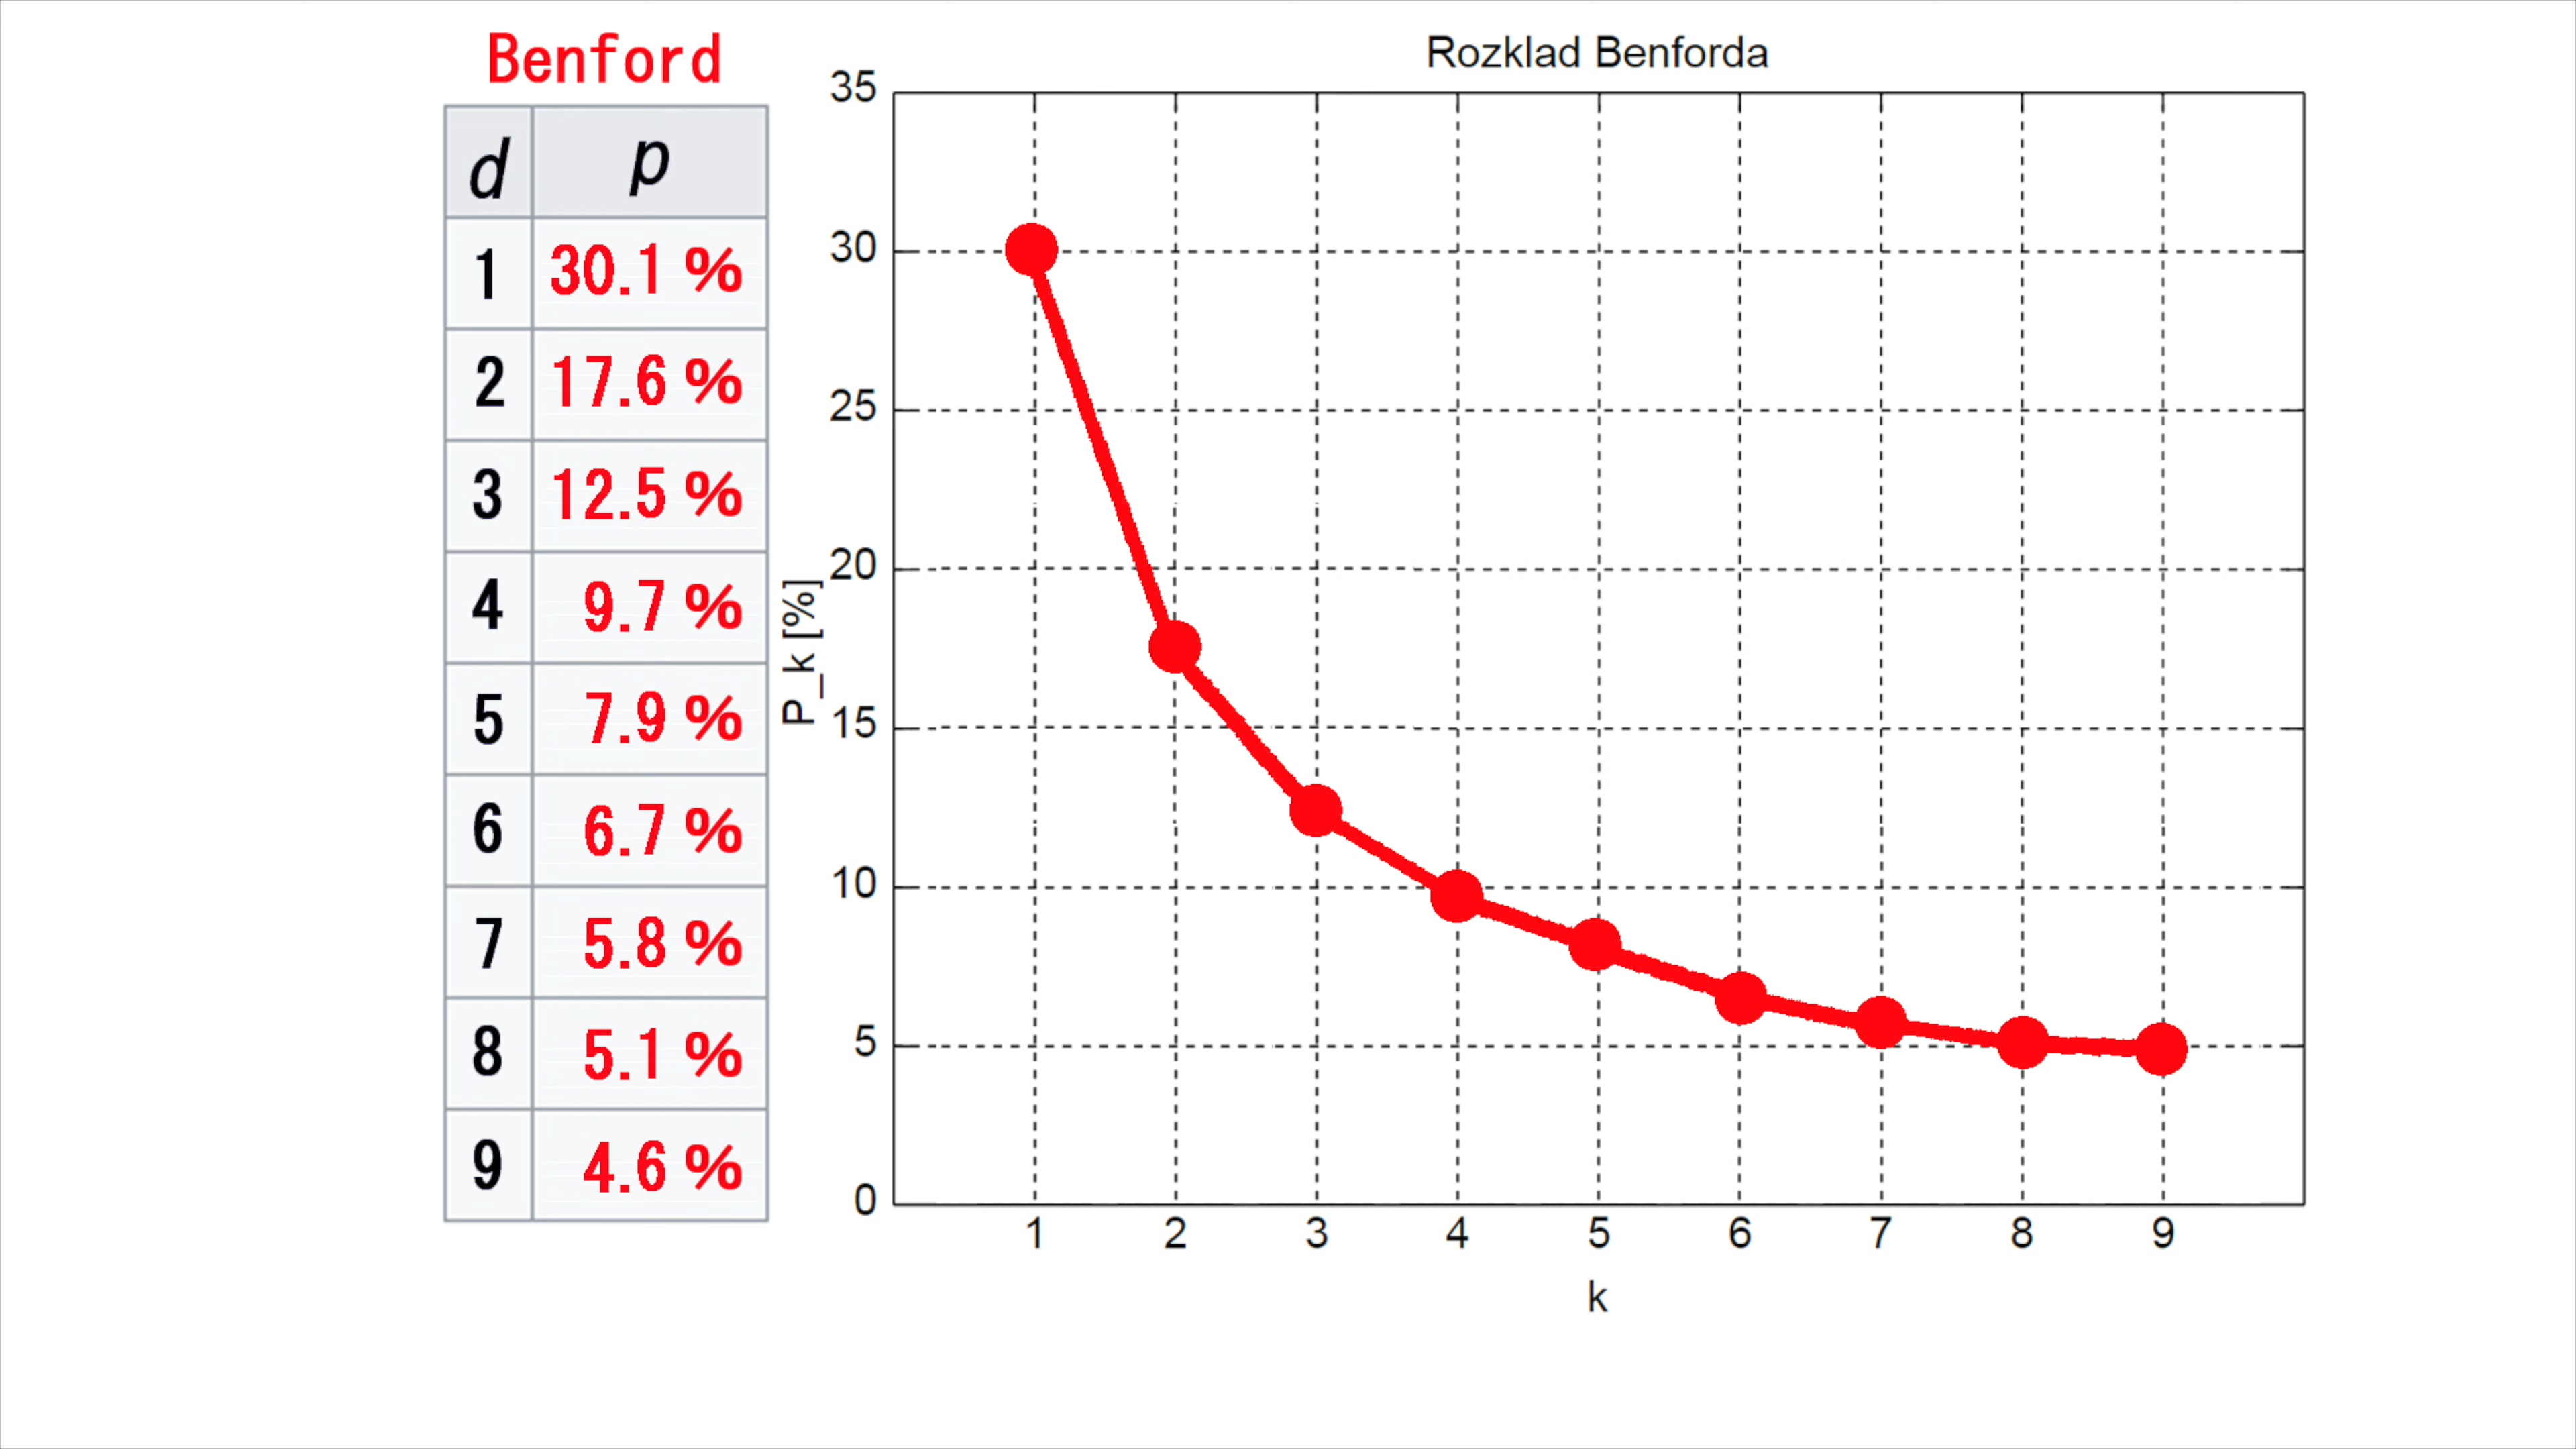 Benford
d p
1 30.1 %
2 17.6 %
3 12.5 %
4 9.7 %
5 7.9 %
6 6.7 %
7 5.8 %
8 5.1 %
9 4.6 %
Rozklad Benforda
P_k [%]
35
30
25
20
15
10
5
0
1 2 3 4 5 6 7 8 9
k